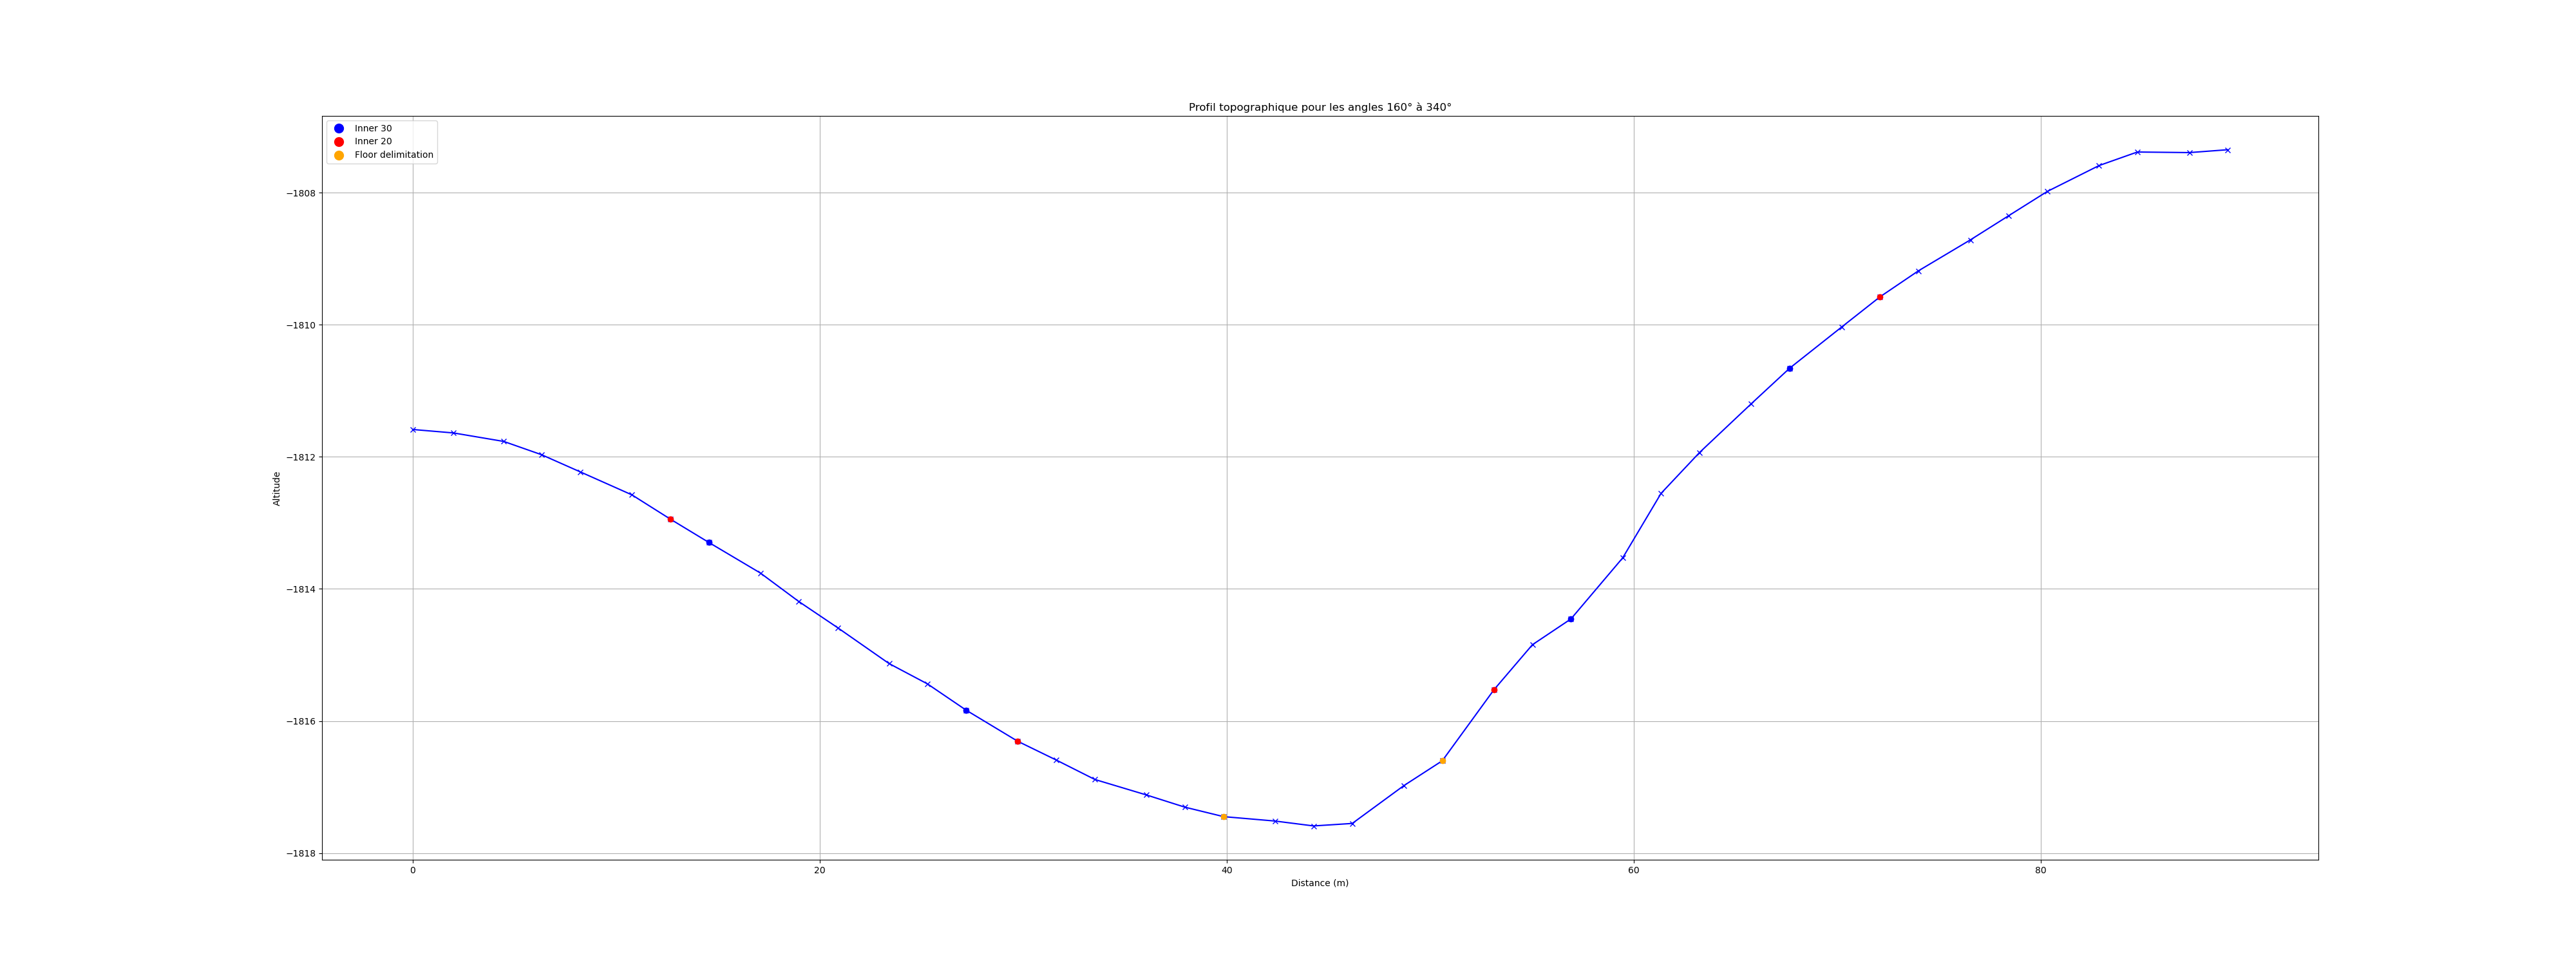 Profil topographique pour les angles 160° à 340°
Inner 30
Inner 20
Floor delimitation
−1808
−1810
−1812
−1814
−1816
−1818
Altitude
0 20 40 60 80
Distance (m)